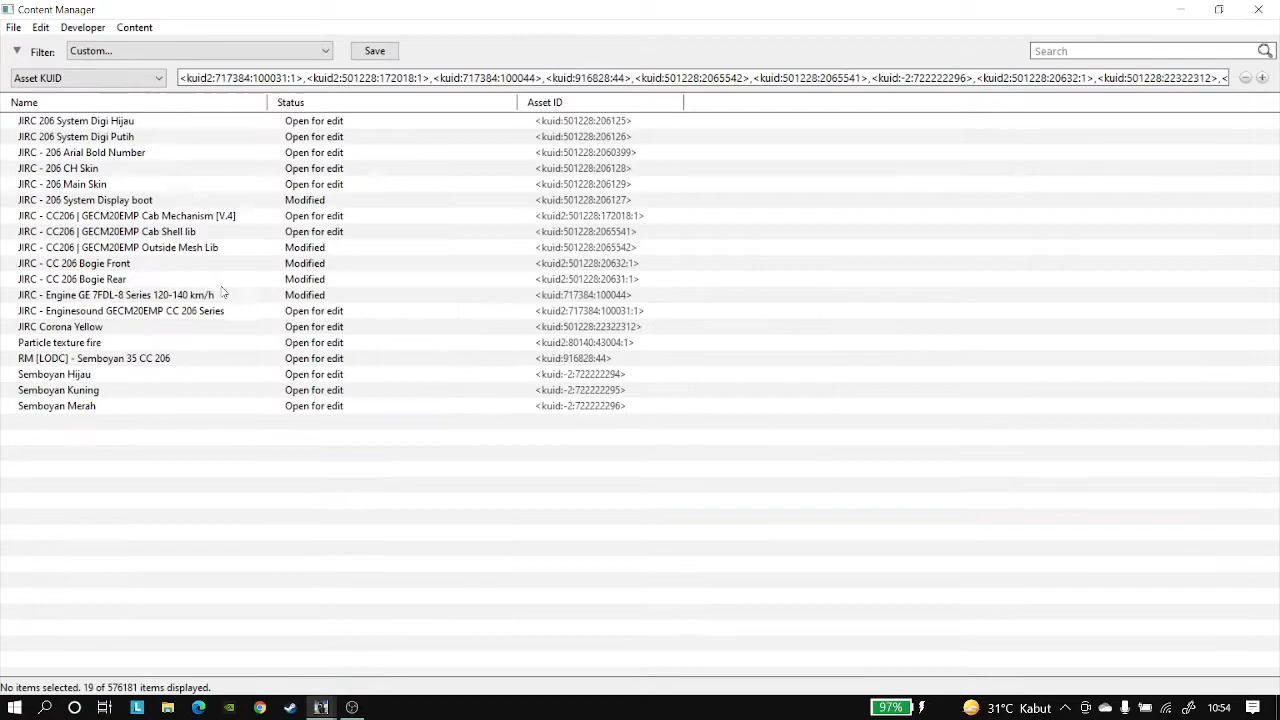 Content Manager
File Edit Developer Content
Filter: Custom... Save Search
Asset KUID <kuid2:717384:100031:1>,<kuid2:501228:172018:1>,<kuid:717384:100044>,<kuid:916828:44>,<kuid:501228:2065542>,<kuid:501228:2065541>,<kuid:-2:722222296>,<kuid2:501228:20632:1>,<kuid:501228:22322312>,<
Name Status Asset ID
JIRC 206 System Digi Hijau Open for edit <kuid:501228:206125>
JIRC 206 System Digi Putih Open for edit <kuid:501228:206126>
JIRC - 206 Arial Bold Number Open for edit <kuid:501228:2060399>
JIRC - 206 CH Skin Open for edit <kuid:501228:206128>
JIRC - 206 Main Skin Open for edit <kuid:501228:206129>
JIRC - 206 System Display boot Modified <kuid:501228:206127>
JIRC - CC206 | GECM20EMP Cab Mechanism [V.4] Open for edit <kuid2:501228:172018:1>
JIRC - CC206 | GECM20EMP Cab Shell lib Open for edit <kuid:501228:2065541>
JIRC - CC206 | GECM20EMP Outside Mesh Lib Modified <kuid:501228:2065542>
JIRC - CC 206 Bogie Front Modified <kuid2:501228:20632:1>
JIRC - CC 206 Bogie Rear Modified <kuid2:501228:20631:1>
JIRC - Engine GE 7FDL-8 Series 120-140 km/h Modified <kuid:717384:100044>
JIRC - Enginesound GECM20EMP CC 206 Series Open for edit <kuid2:717384:100031:1>
JIRC Corona Yellow Open for edit <kuid:501228:22322312>
Particle texture fire Open for edit <kuid2:80140:43004:1>
RM [LODC] - Semboyan 35 CC 206 Open for edit <kuid:916828:44>
Semboyan Hijau Open for edit <kuid:-2:722222294>
Semboyan Kuning Open for edit <kuid:-2:722222295>
Semboyan Merah Open for edit <kuid:-2:722222296>
No items selected. 19 of 576181 items displayed.
97% 31°C Kabut 10:54